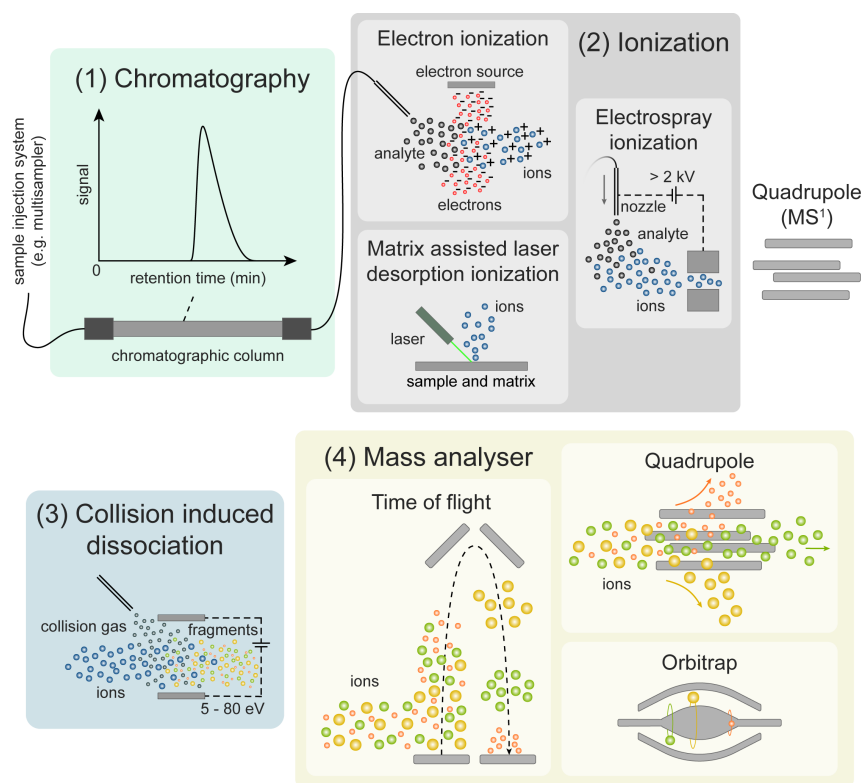 (1) Chromatography
sample injection system
(e.g. multisampler)
signal
0
retention time (min)
chromatographic column
(2) Ionization
Electron ionization
electron source
analyte
ions
electrons
Matrix assisted laser
desorption ionization
ions
laser
sample and matrix
Electrospray
ionization
> 2 kV
nozzle
analyte
ions
Quadrupole
(MS¹)
(3) Collision induced
dissociation
collision gas
fragments
ions
5 - 80 eV
(4) Mass analyser
Time of flight
ions
Quadrupole
ions
Orbitrap